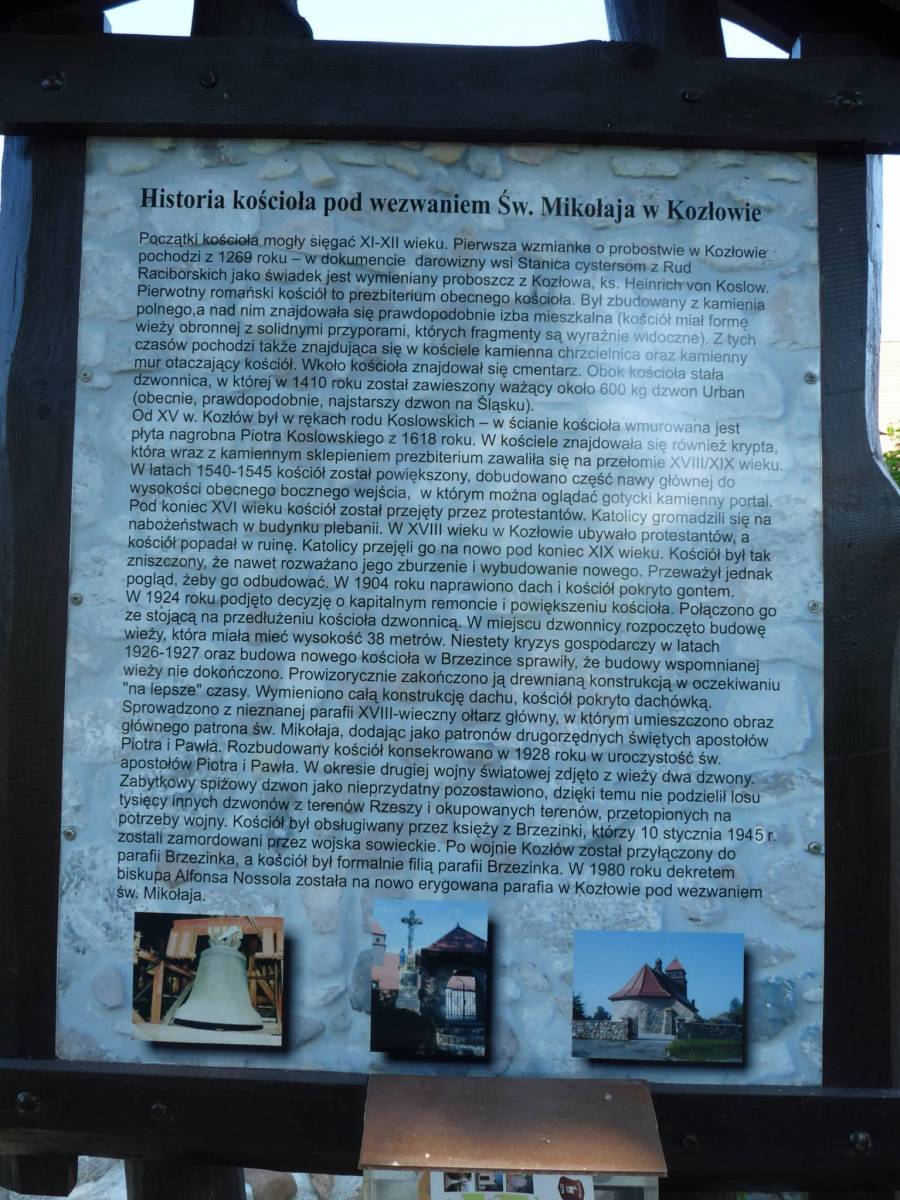 Historia kościoła pod wezwaniem Św. Mikołaja w Kozłowie
Początki kościoła mogły sięgać XI-XII wieku. Pierwsza wzmianka o probostwie w Kozłowie
pochodzi z 1269 roku – w dokumencie darowizny wsi Stanica cystersom z Rud
Raciborskich jako świadek jest wymieniany proboszcz z Kozłowa, ks. Heinrich von Koslow.
Pierwotny romański kościół to prezbiterium obecnego kościoła. Był zbudowany z kamienia
polnego,a nad nim znajdowała się prawdopodobnie izba mieszkalna (kościół miał formę
wieży obronnej z solidnymi przyporami, których fragmenty są wyraźnie widoczne). Z tych
czasów pochodzi także znajdująca się w kościele kamienna chrzcielnica oraz kamienny
mur otaczający kościół. Wkoło kościoła znajdował się cmentarz. Obok kościoła stała
dzwonnica, w której w 1410 roku został zawieszony ważący około 600 kg dzwon Urban
(obecnie, prawdopodobnie, najstarszy dzwon na Śląsku).
Od XV w. Kozłów był w rękach rodu Koslowskich – w ścianie kościoła wmurowana jest
płyta nagrobna Piotra Koslowskiego z 1618 roku. W kościele znajdowała się również krypta,
która wraz z kamiennym sklepieniem prezbiterium zawaliła się na przełomie XVIII/XIX wieku.
W latach 1540-1545 kościół został powiększony, dobudowano część nawy głównej do
wysokości obecnego bocznego wejścia, w którym można oglądać gotycki kamienny portal.
Pod koniec XVI wieku kościół został przejęty przez protestantów. Katolicy gromadzili się na
nabożeństwach w budynku plebanii. W XVIII wieku w Kozłowie ubywało protestantów, a
kościół popadał w ruinę. Katolicy przejęli go na nowo pod koniec XIX wieku. Kościół był tak
zniszczony, że nawet rozważano jego zburzenie i wybudowanie nowego. Przeważył jednak
pogląd, żeby go odbudować. W 1904 roku naprawiono dach i kościół pokryto gontem.
W 1924 roku podjęto decyzję o kapitalnym remoncie i powiększeniu kościoła. Połączono go
ze stojącą na przedłużeniu kościoła dzwonnicą. W miejscu dzwonnicy rozpoczęto budowę
wieży, która miała mieć wysokość 38 metrów. Niestety kryzys gospodarczy w latach
1926-1927 oraz budowa nowego kościoła w Brzezince sprawiły, że budowy wspomnianej
wieży nie dokończono. Prowizorycznie zakończono ją drewnianą konstrukcją w oczekiwaniu
"na lepsze" czasy. Wymieniono całą konstrukcję dachu, kościół pokryto dachówką.
Sprowadzono z nieznanej parafii XVIII-wieczny ołtarz główny, w którym umieszczono obraz
głównego patrona św. Mikołaja, dodając jako patronów drugorzędnych świętych apostołów
Piotra i Pawła. Rozbudowany kościół konsekrowano w 1928 roku w uroczystość św.
apostołów Piotra i Pawła. W okresie drugiej wojny światowej zdjęto z wieży dwa dzwony.
Zabytkowy spiżowy dzwon jako nieprzydatny pozostawiono, dzięki temu nie podzielił losu
tysięcy innych dzwonów z terenów Rzeszy i okupowanych terenów, przetopionych na
potrzeby wojny. Kościół był obsługiwany przez księży z Brzezinki, którzy 10 stycznia 1945 r.
zostali zamordowani przez wojska sowieckie. Po wojnie Kozłów został przyłączony do
parafii Brzezinka, a kościół był formalnie filią parafii Brzezinka. W 1980 roku dekretem
biskupa Alfonsa Nossola została na nowo erygowana parafia w Kozłowie pod wezwaniem
św. Mikołaja.